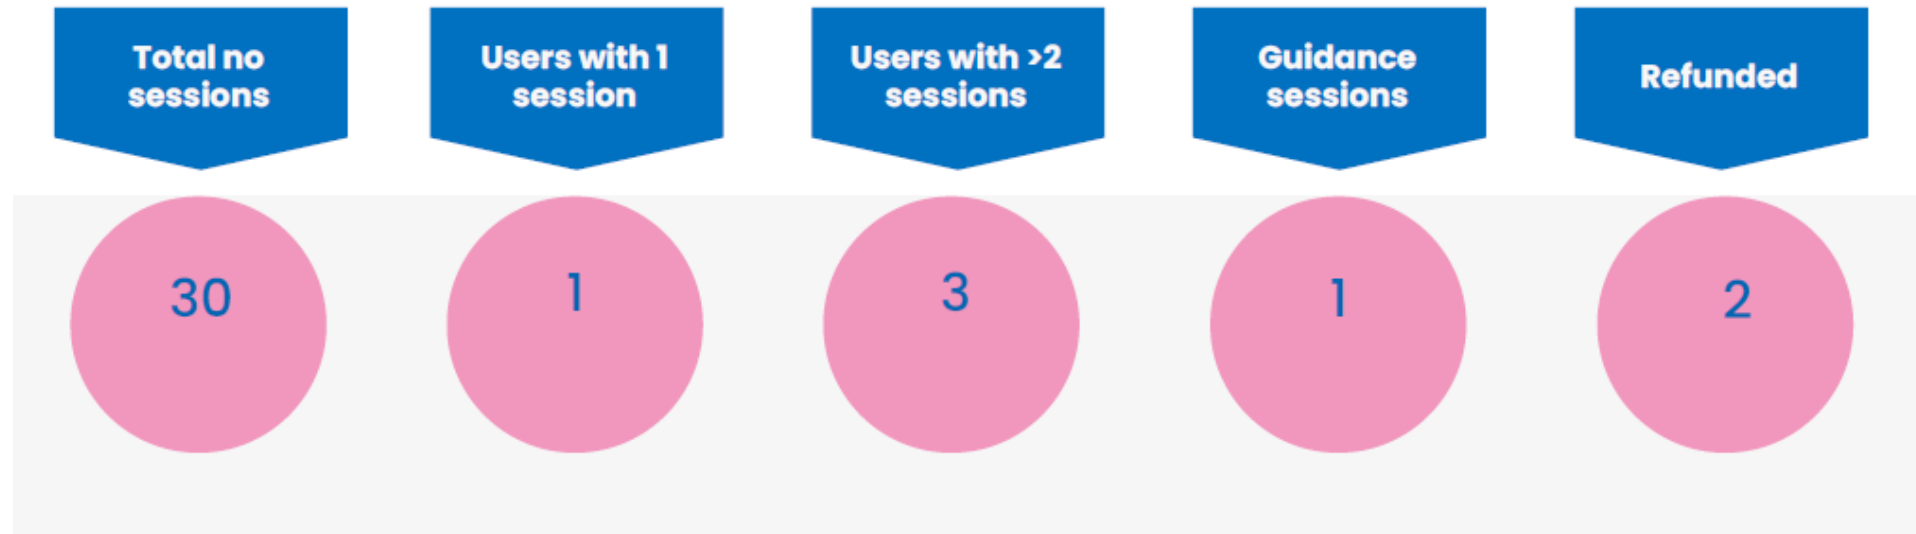 Total no
sessions
Users with 1
session
Users with >2
sessions
Guidance
sessions
Refunded
30
1
3
1
2